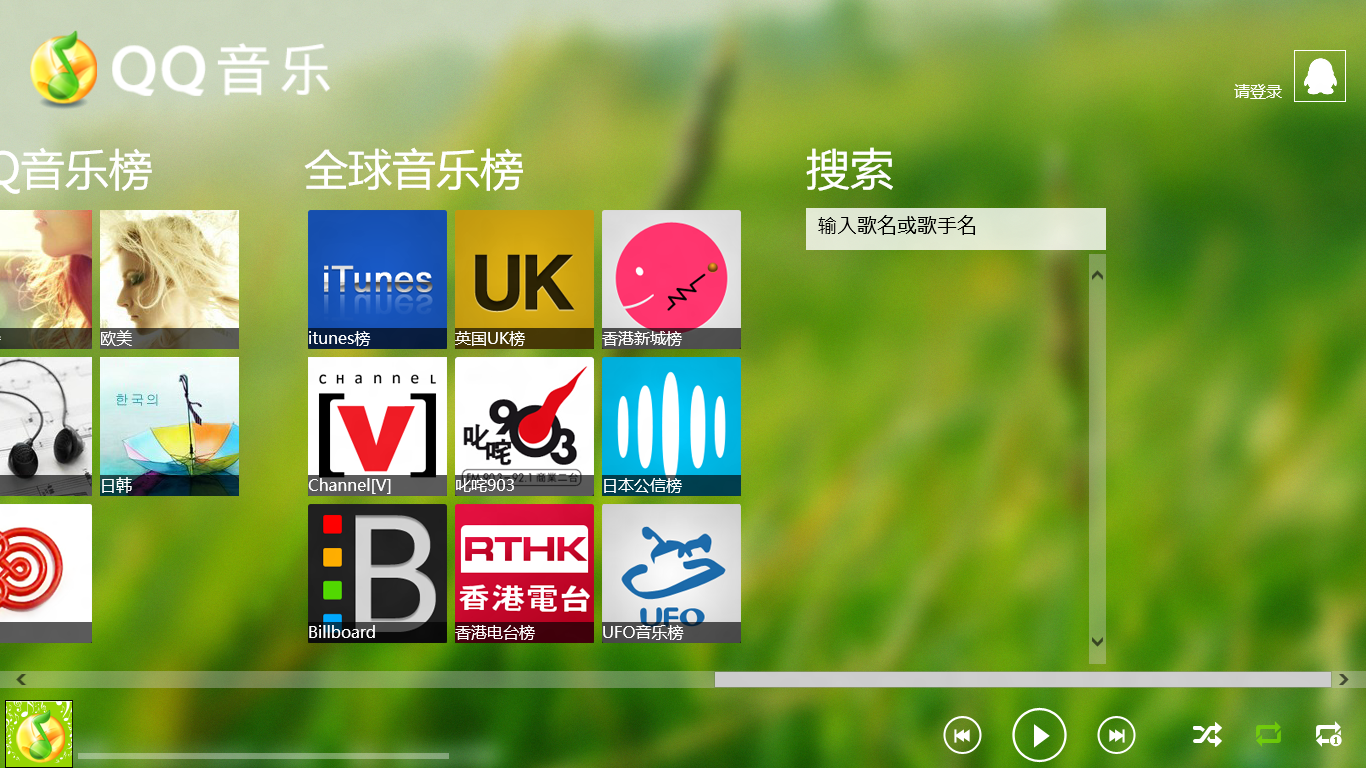 QQ音乐
请登录
Q音乐榜
全球音乐榜
搜索
输入歌名或歌手名
欧美
iTunes
itunes榜
UK
英国UK榜
香港新城榜
한국의
日韩
CHannEL
[V]
Channel[V]
叱咤903
叱咤903
日本公信榜
B
Billboard
RTHK
香港電台
香港电台榜
UFO
UFO音乐榜
1